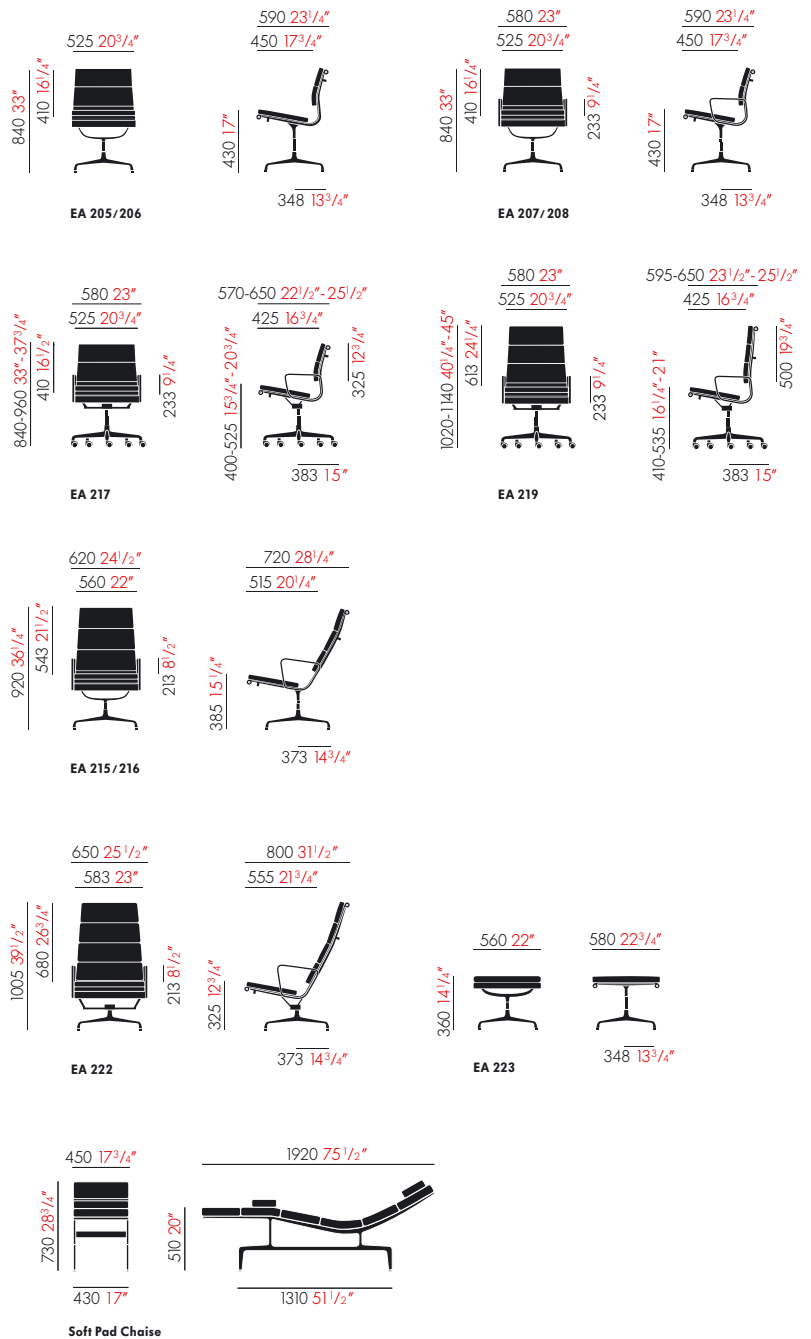 590 23 1/4"
580 23"
590 23 1/4"
525 20 3/4"
450 17 3/4"
525 20 3/4"
450 17 3/4"
840 33"
410 16 1/4"
430 17"
840 33"
410 16 1/4"
233 9 1/4"
430 17"
348 13 3/4"
348 13 3/4"
EA 205/206
EA 207/208
580 23"
570-650 22 1/2"-25 1/2"
580 23"
595-650 23 1/2"-25 1/2"
525 20 3/4"
425 16 3/4"
525 20 3/4"
425 16 3/4"
840-960 33"-37 3/4"
410 16 1/2"
233 9 1/4"
400-525 15 3/4"-20 3/4"
325 12 3/4"
1020-1140 40 1/4"-45"
613 24 1/4"
233 9 1/4"
410-535 16 1/4"-21"
500 19 3/4"
383 15"
383 15"
EA 217
EA 219
620 24 1/2"
720 28 1/4"
560 22"
515 20 1/4"
920 36 1/4"
543 21 1/2"
213 8 1/2"
385 15 1/4"
373 14 3/4"
EA 215/216
650 25 1/2"
800 31 1/2"
583 23"
555 21 3/4"
1005 39 1/2"
680 26 3/4"
213 8 1/2"
325 12 3/4"
373 14 3/4"
EA 222
560 22"
580 22 3/4"
360 14 1/4"
348 13 3/4"
EA 223
450 17 3/4"
1920 75 1/2"
730 28 3/4"
510 20"
430 17"
1310 51 1/2"
Soft Pad Chaise